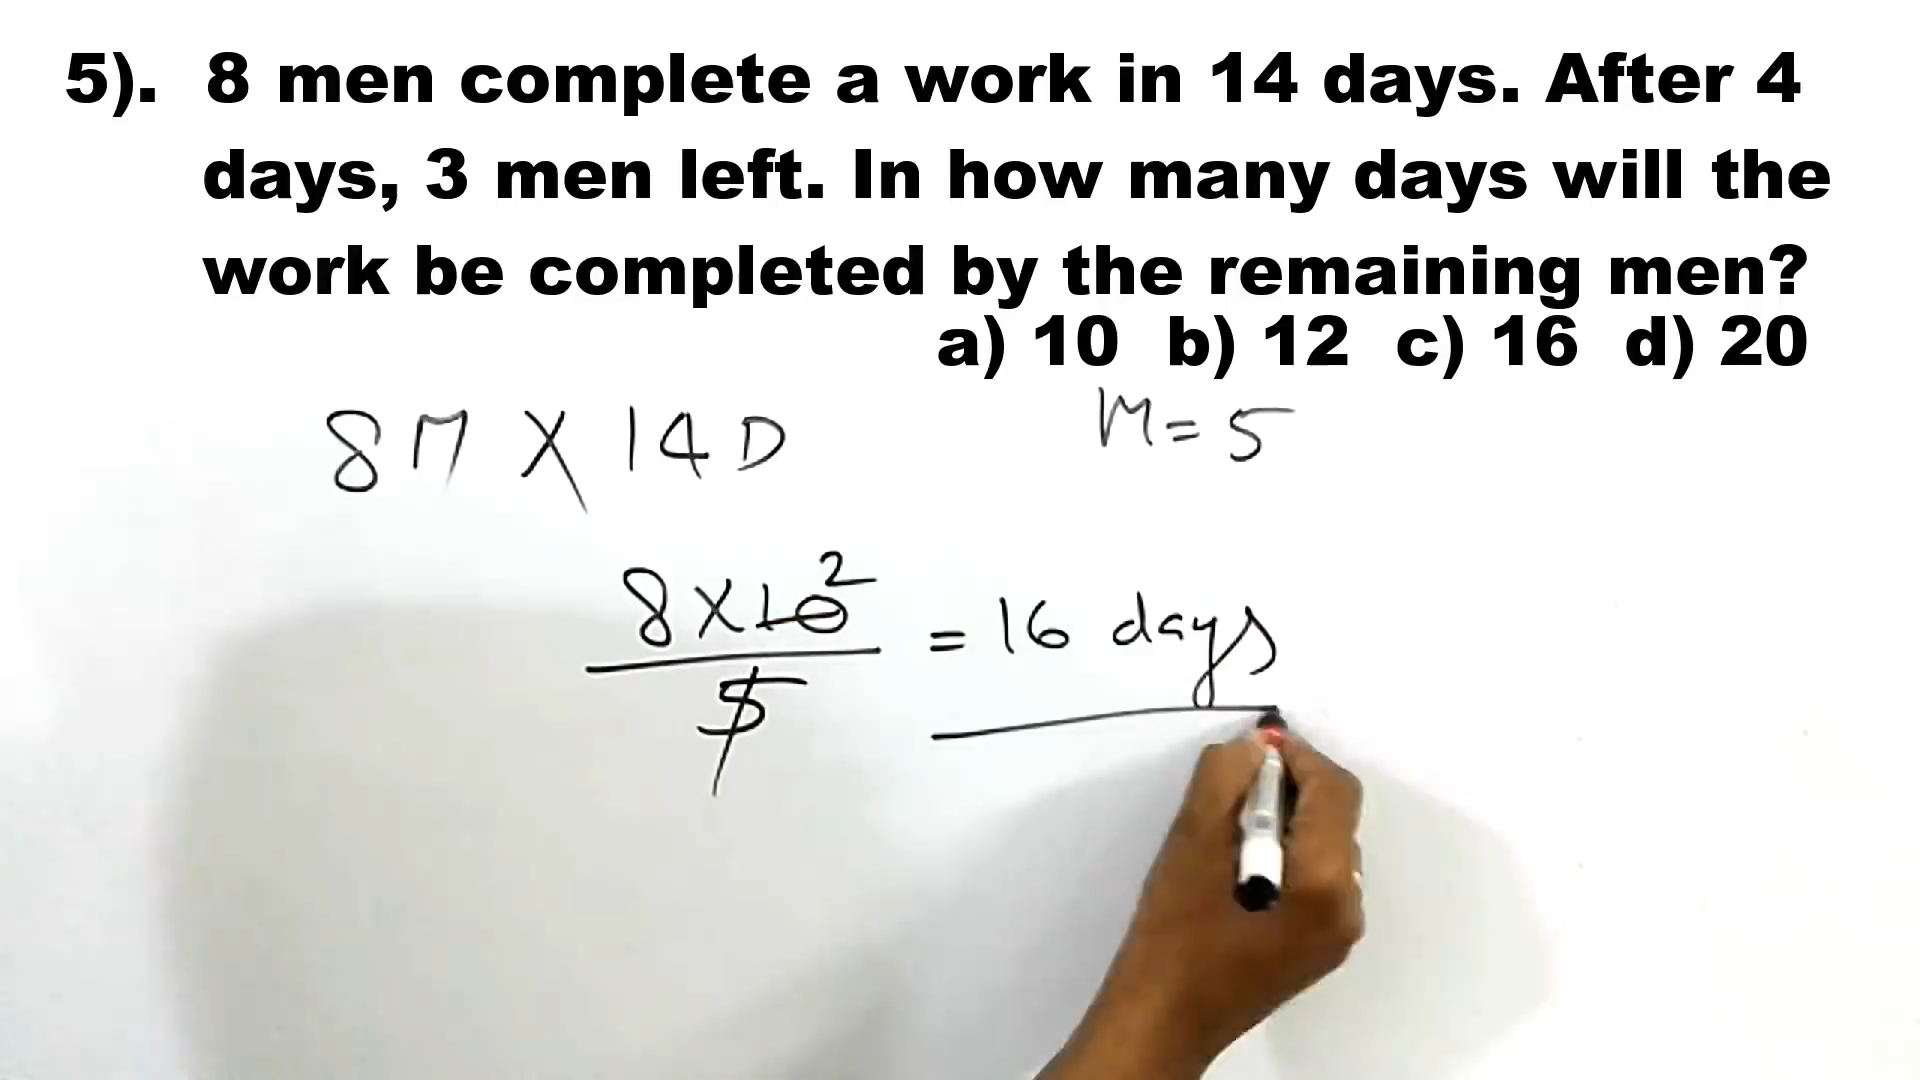 5). 8 men complete a work in 14 days. After 4
days, 3 men left. In how many days will the
work be completed by the remaining men?
a) 10 b) 12 c) 16 d) 20
8M X 14D
M = 5
8 X 10 2
5
= 16 days